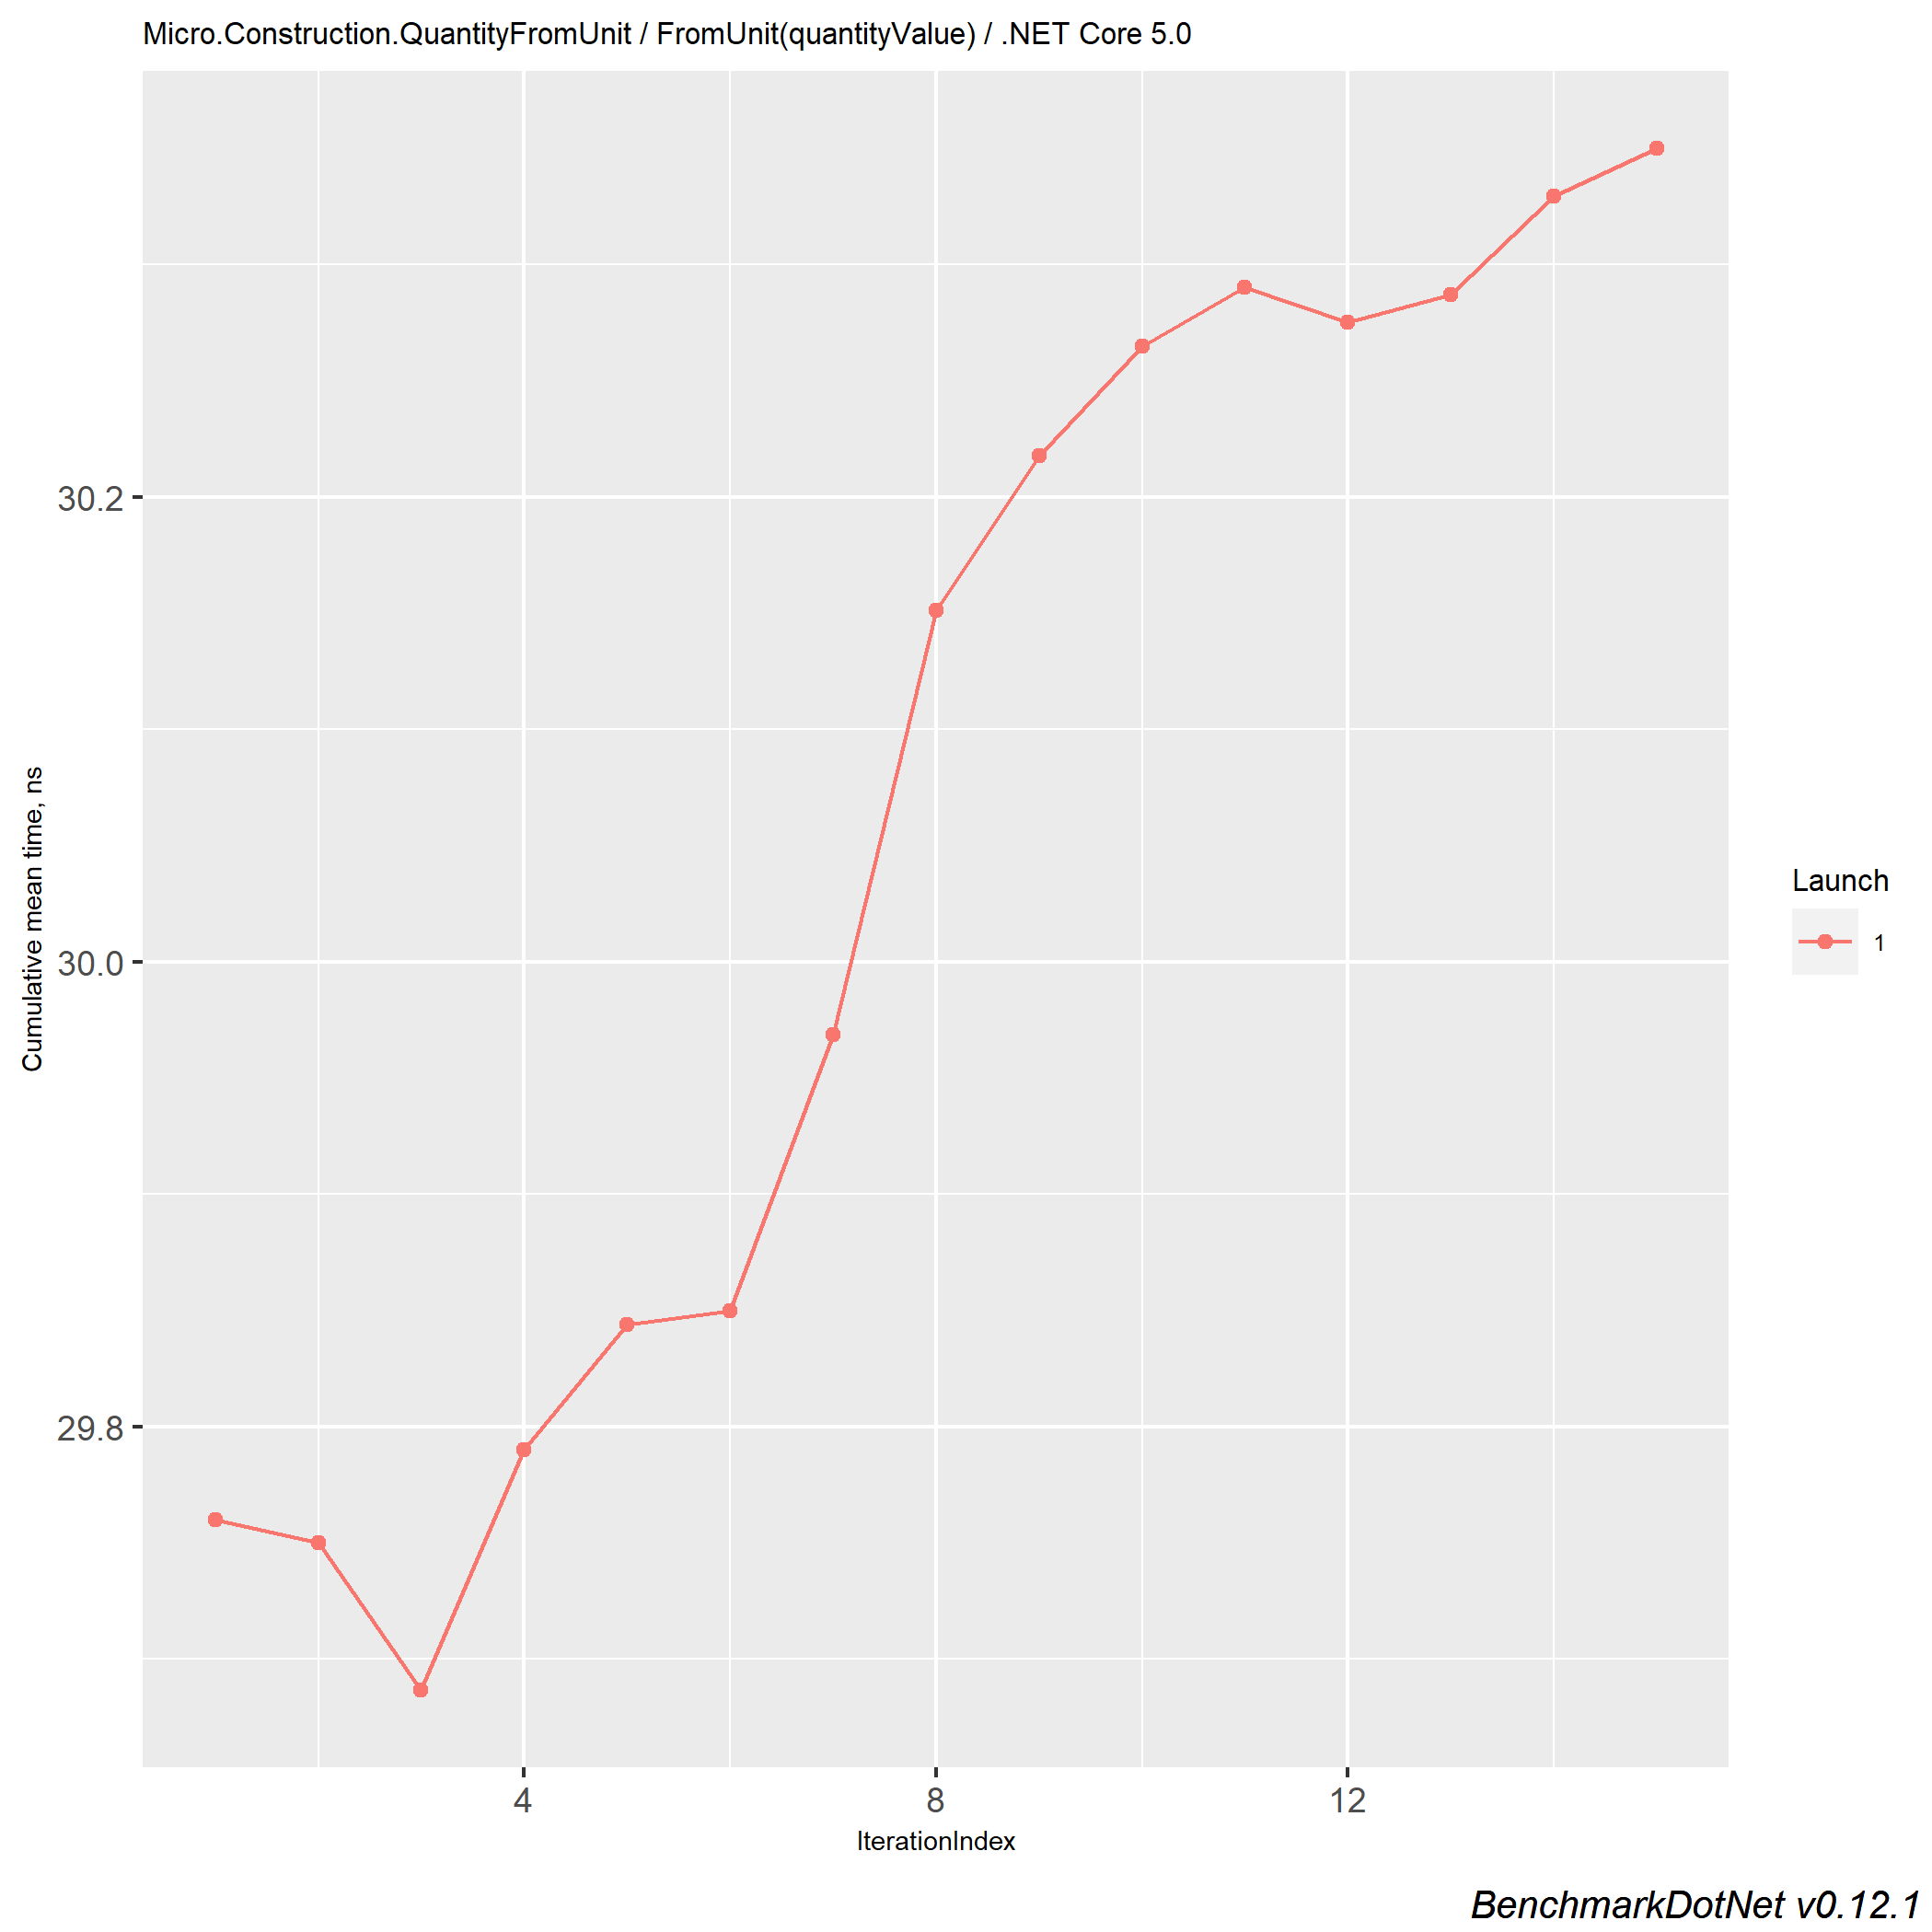 Micro.Construction.QuantityFromUnit / FromUnit(quantityValue) / .NET Core 5.0
Cumulative mean time, ns
30.2
30.0
29.8
4 8 12
IterationIndex
Launch
1
BenchmarkDotNet v0.12.1